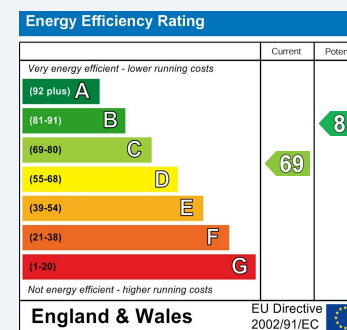 Energy Efficiency Rating
Current
Very energy efficient - lower running costs
(92 plus) A
(81-91) B
(69-80) C
(55-68) D
(39-54) E
(21-38) F
(1-20) G
69
Not energy efficient - higher running costs
England & Wales
EU Directive
2002/91/EC